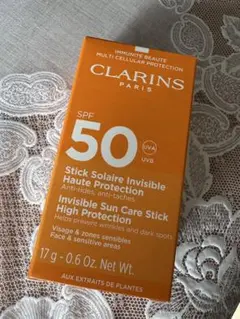 IMMUNITÉ BEAUTÉ
MULTI-CELLULAR PROTECTION
CLARINS
PARIS
SPF
50
UVA
UVB
Stick Solaire Invisible
Haute Protection
Anti-rides, anti-taches
Invisible Sun Care Stick
High Protection
Helps prevent wrinkles and dark spots
Visage & zones sensibles
Face & sensitive areas
17 g - 0.6 Oz. Net Wt.
AUX EXTRAITS DE PLANTES